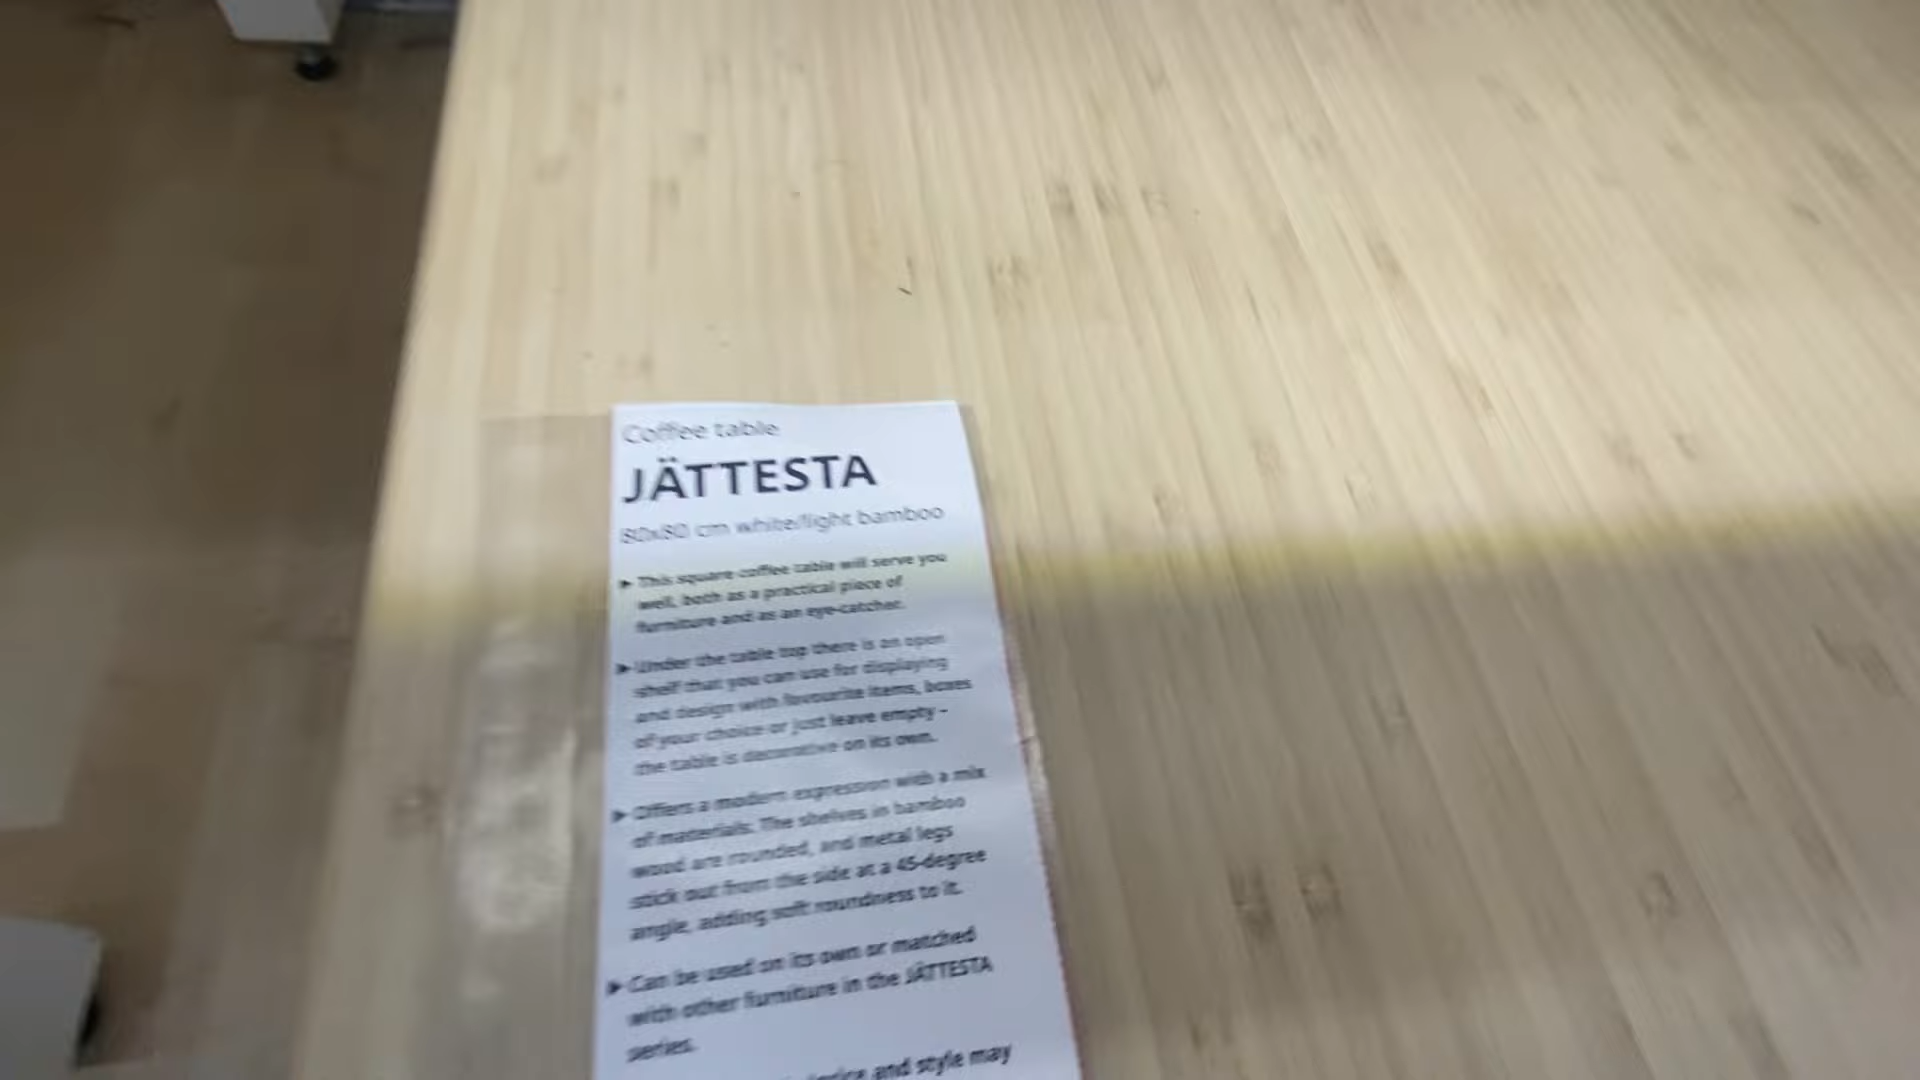 Coffee table
JÄTTESTA
80x80 cm white/light bamboo
▶ This square coffee table will serve you
well, both as a practical piece of
furniture and as an eye-catcher.
▶ Under the table top there is an open
shelf that you can use for displaying
and design with favourite items, boxes
of your choice or just leave empty –
the table is decorative on its own.
▶ Offers a modern expression with a mix
of materials. The shelves in bamboo
wood are rounded, and metal legs
stick out from the side at a 45-degree
angle, adding soft roundness to it.
▶ Can be used on its own or matched
with other furniture in the JÄTTESTA
series.
and style may